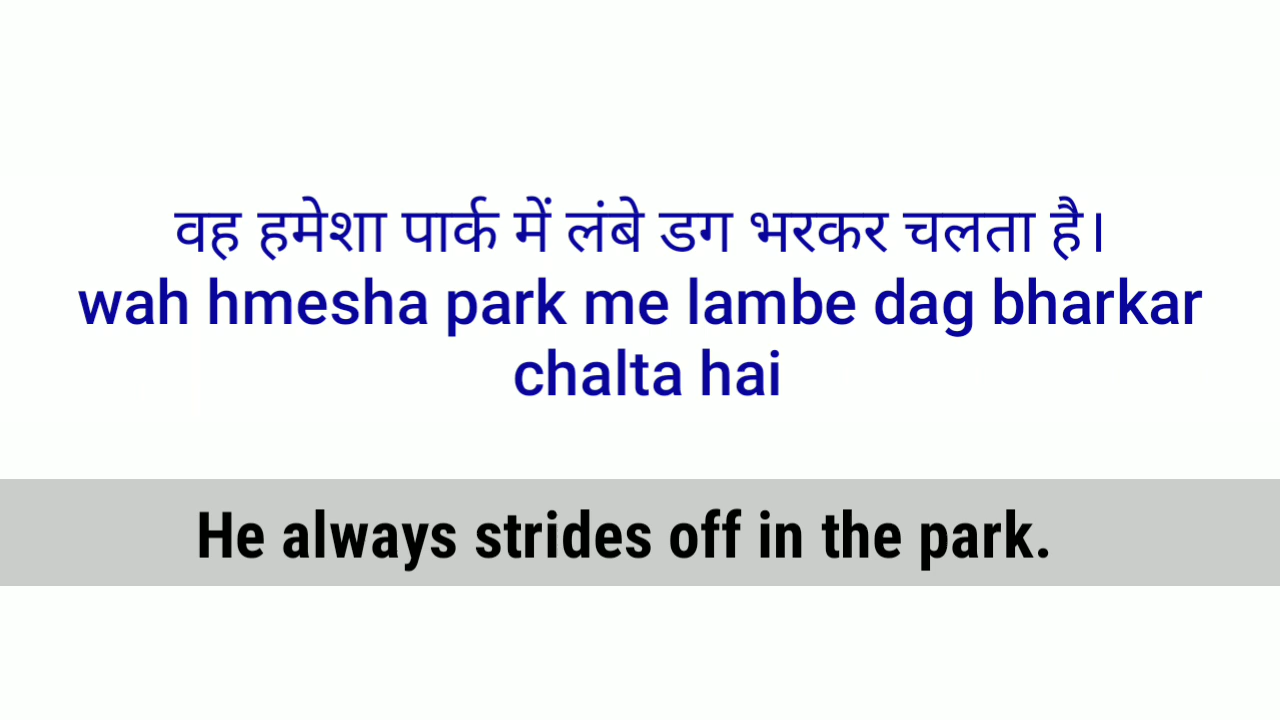 वह हमेशा पार्क में लंबे डग भरकर चलता है।
wah hmesha park me lambe dag bharkar
chalta hai
He always strides off in the park.